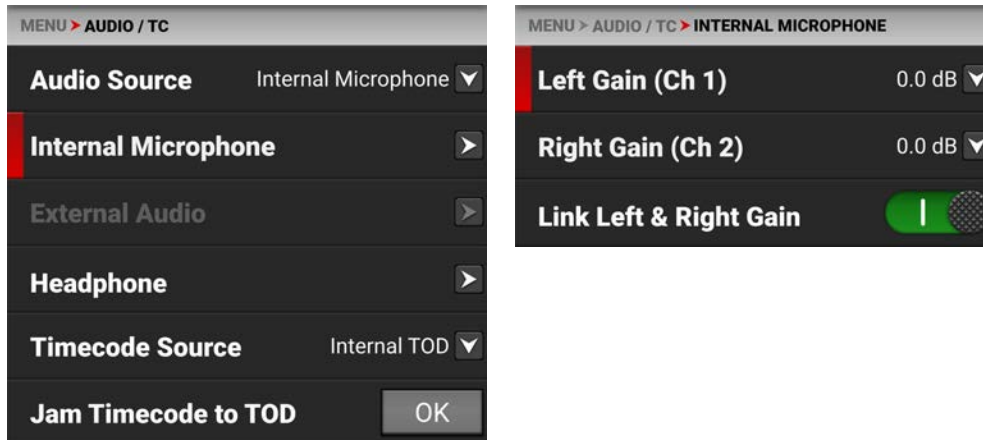 MENU > AUDIO / TC
Audio Source Internal Microphone
Internal Microphone
External Audio
Headphone
Timecode Source Internal TOD
Jam Timecode to TOD OK
MENU > AUDIO / TC > INTERNAL MICROPHONE
Left Gain (Ch 1) 0.0 dB
Right Gain (Ch 2) 0.0 dB
Link Left & Right Gain